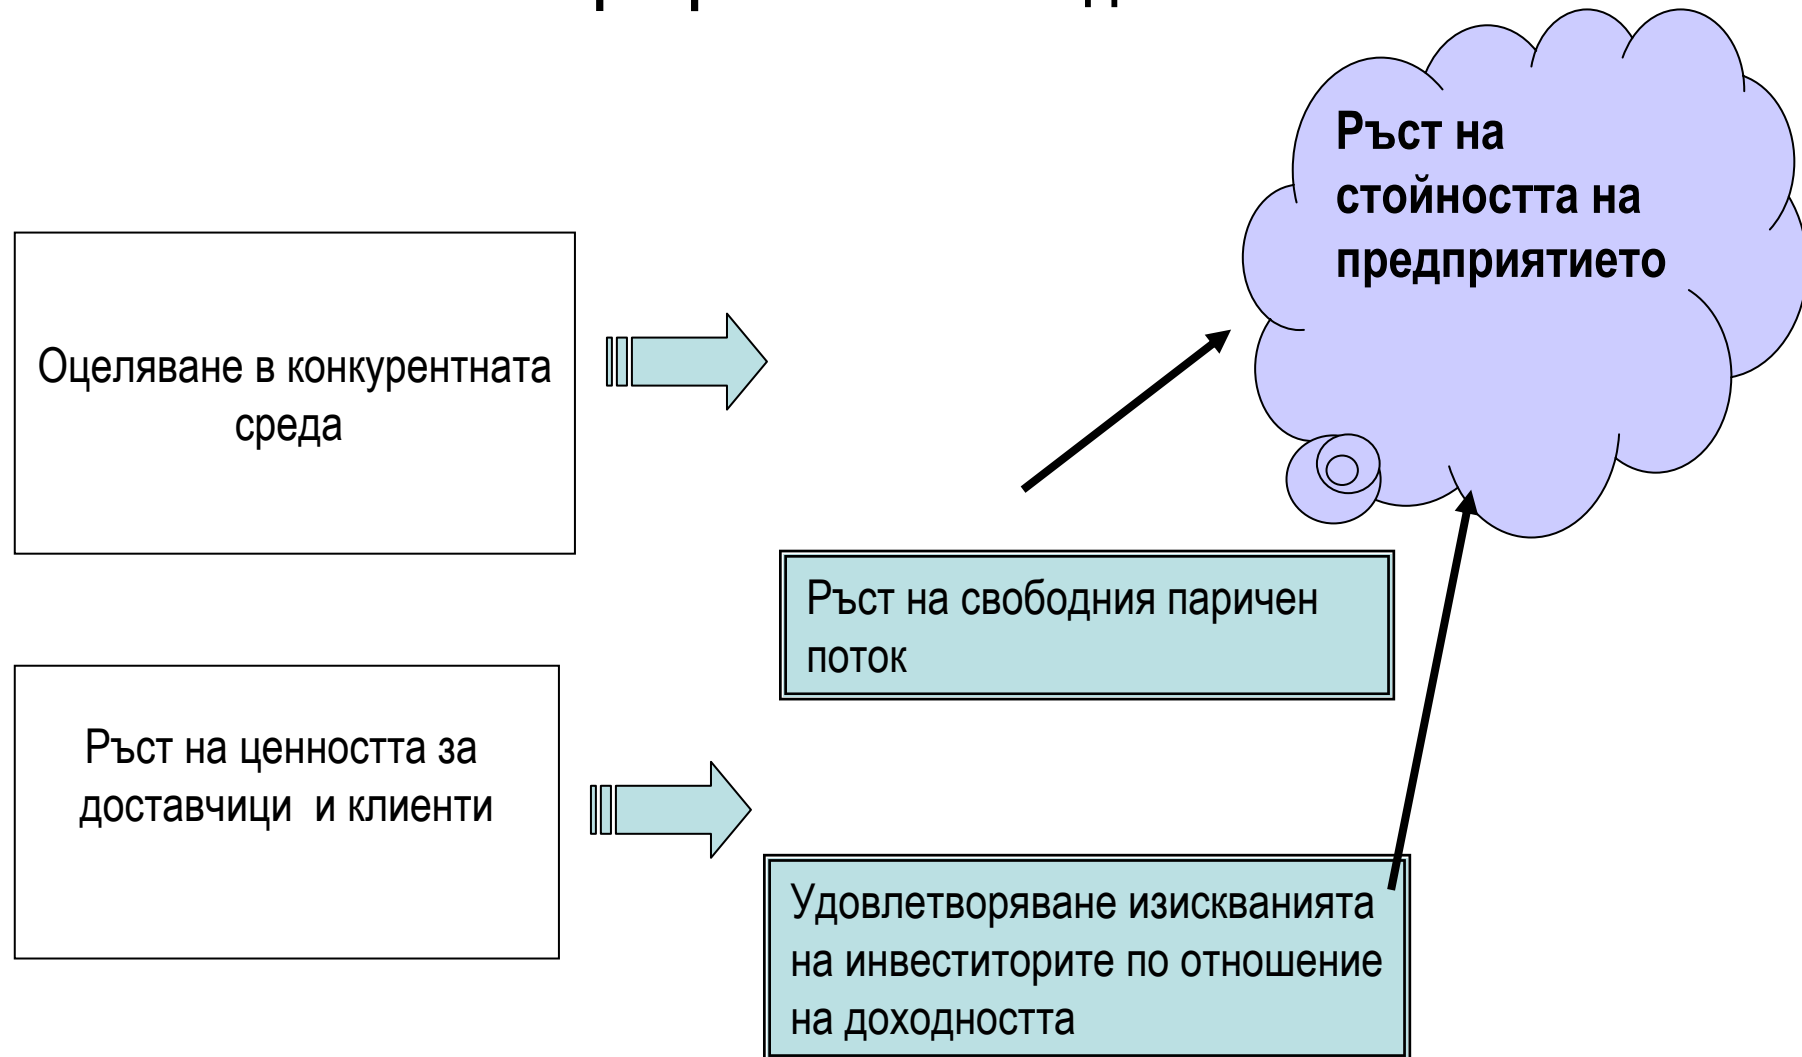 Ръст на
стойността на
предприятието
Оцеляване в конкурентната
среда
Ръст на свободния паричен
поток
Ръст на ценността за
доставчици и клиенти
Удовлетворяване изискванията
на инвеститорите по отношение
на доходността